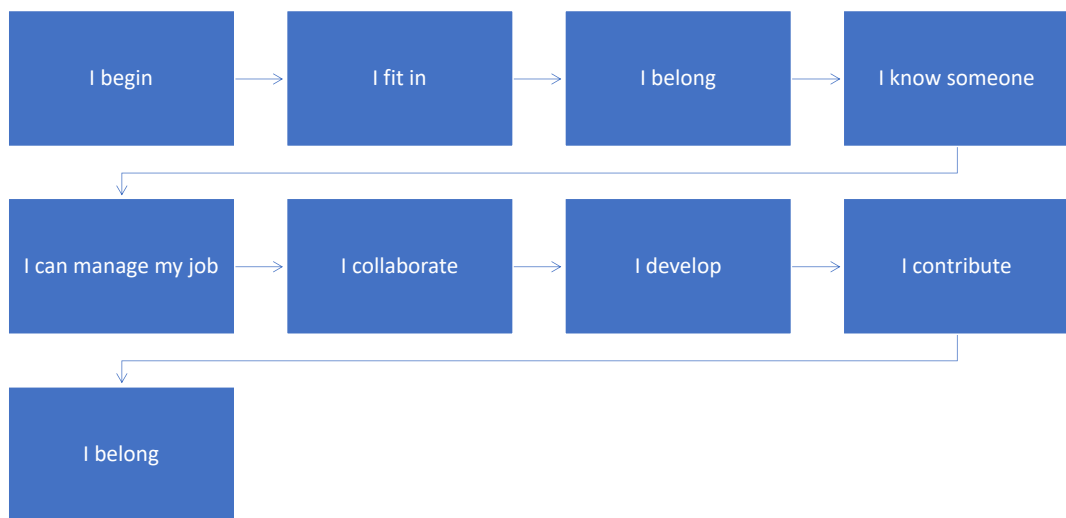 I begin
I fit in
I belong
I know someone
I can manage my job
I collaborate
I develop
I contribute
I belong